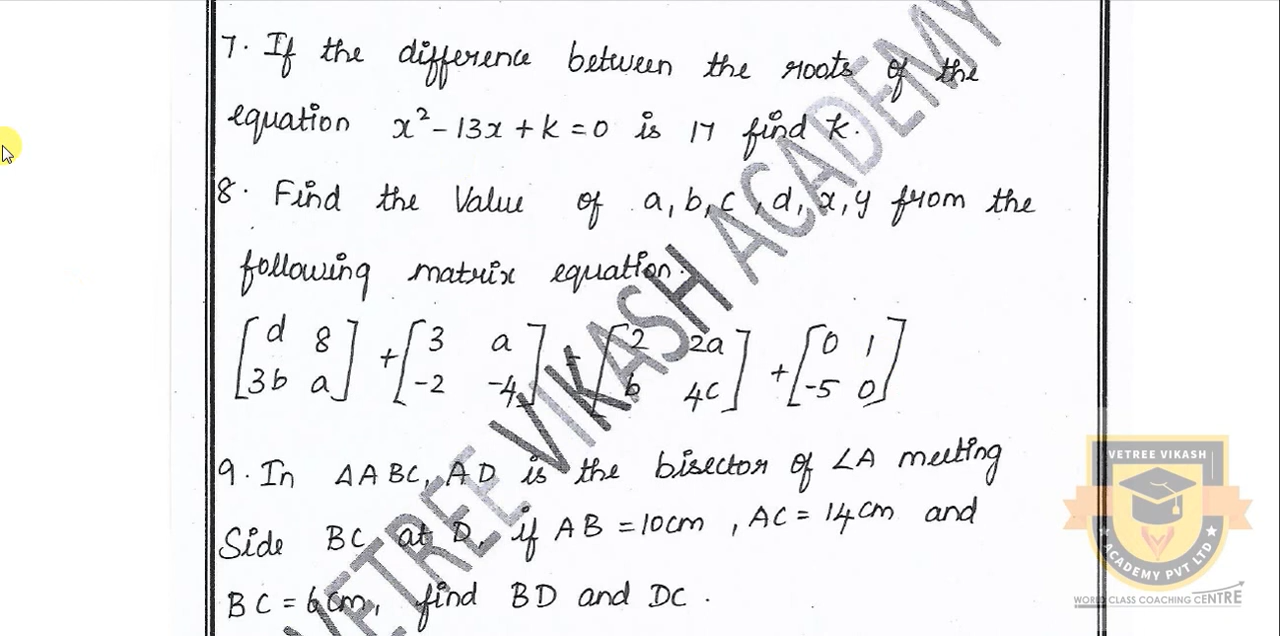 7. If the difference between the roots of the
equation x² - 13x + k = 0 is 17 find k.
8. Find the Value of a, b, c, d, x, y from the
following matrix equation.
[d 8] + [3 a] = [2 2a] + [0 1]
[3b a] [-2 -4] [b 4c] [-5 0]
9. In ΔABC, AD is the bisector of ∠A meeting
Side BC at D, if AB = 10cm, AC = 14cm and
BC = 6cm, find BD and DC.
VETREE VIKASH ACADEMY
VETREE VIKASH
ACADEMY PVT LTD
WORLD CLASS COACHING CENTRE